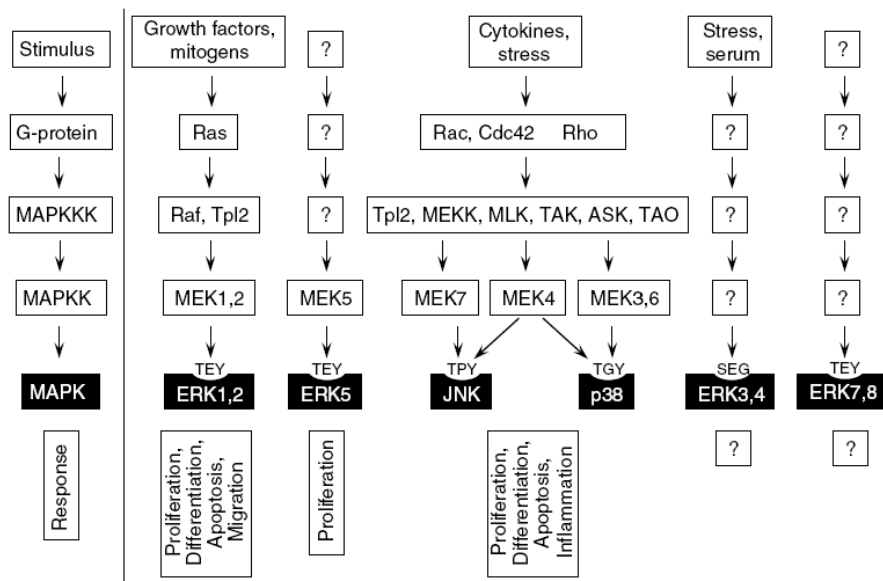 Growth factors,
mitogens
Cytokines,
stress
Stress,
serum
Stimulus
?
?
G-protein
Ras
?
Rac, Cdc42 Rho
?
?
MAPKKK
Raf, Tpl2
?
Tpl2, MEKK, MLK, TAK, ASK, TAO
?
?
MAPKK
MEK1,2
MEK5
MEK7
MEK4
MEK3,6
?
?
TEY
TEY
TPY
TGY
SEG
TEY
MAPK
ERK1,2
ERK5
JNK
p38
ERK3,4
ERK7,8
Response
Proliferation,
Differentiation,
Apoptosis,
Migration
Proliferation
Proliferation,
Differentiation,
Apoptosis,
Inflammation
?
?